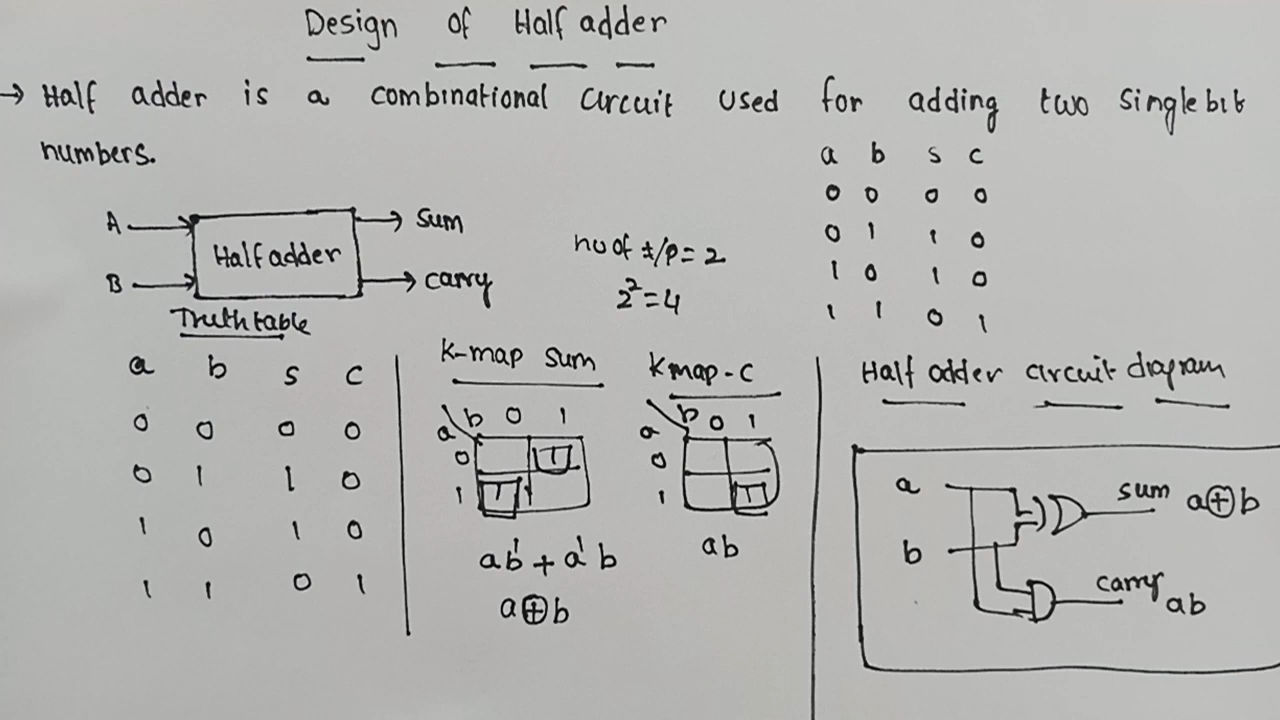 Design of Half adder
→ Half adder is a combinational circuit used for adding two single bit
numbers.
a b s c
0 0 0 0
0 1 1 0
1 0 1 0
1 1 0 1
A
B
Half adder
sum
carry
no of I/P = 2
2² = 4
Truth table
a b s c
0 0 0 0
0 1 1 0
1 0 1 0
1 1 0 1
K-map sum
b 0 1
a
0 1
1 1
ab' + a'b
a⊕b
K map - C
b 0 1
a
0
1 1
ab
Half adder circuit diagram
a
b
sum a⊕b
carry ab